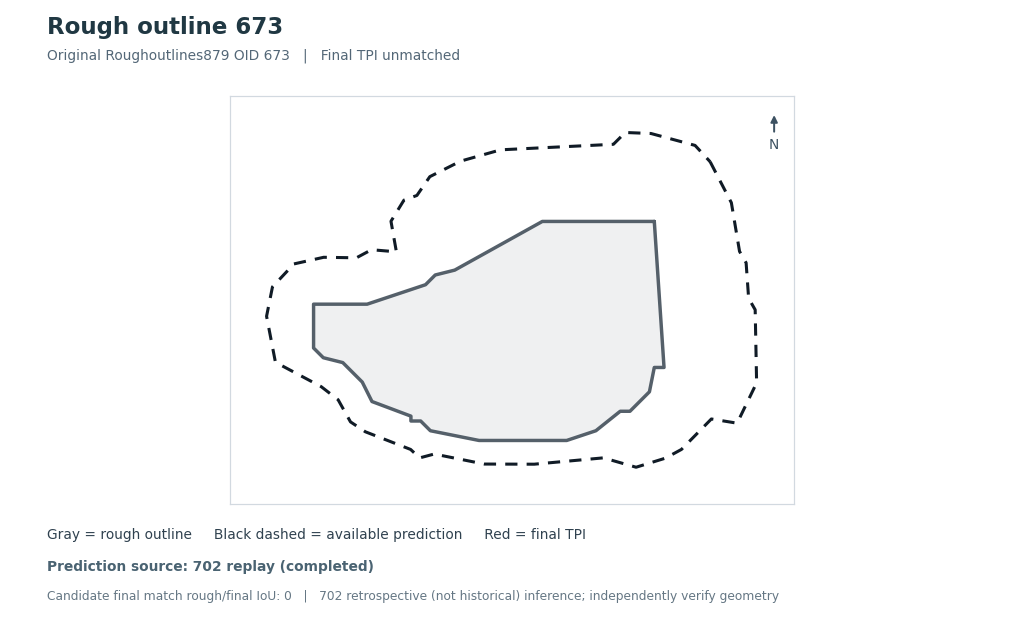 Rough outline 673
Original Roughoutlines879 OID 673   |   Final TPI unmatched
N
Gray = rough outline     Black dashed = available prediction     Red = final TPI
Prediction source: 702 replay (completed)
Candidate final match rough/final IoU: 0   |   702 retrospective (not historical) inference; independently verify geometry